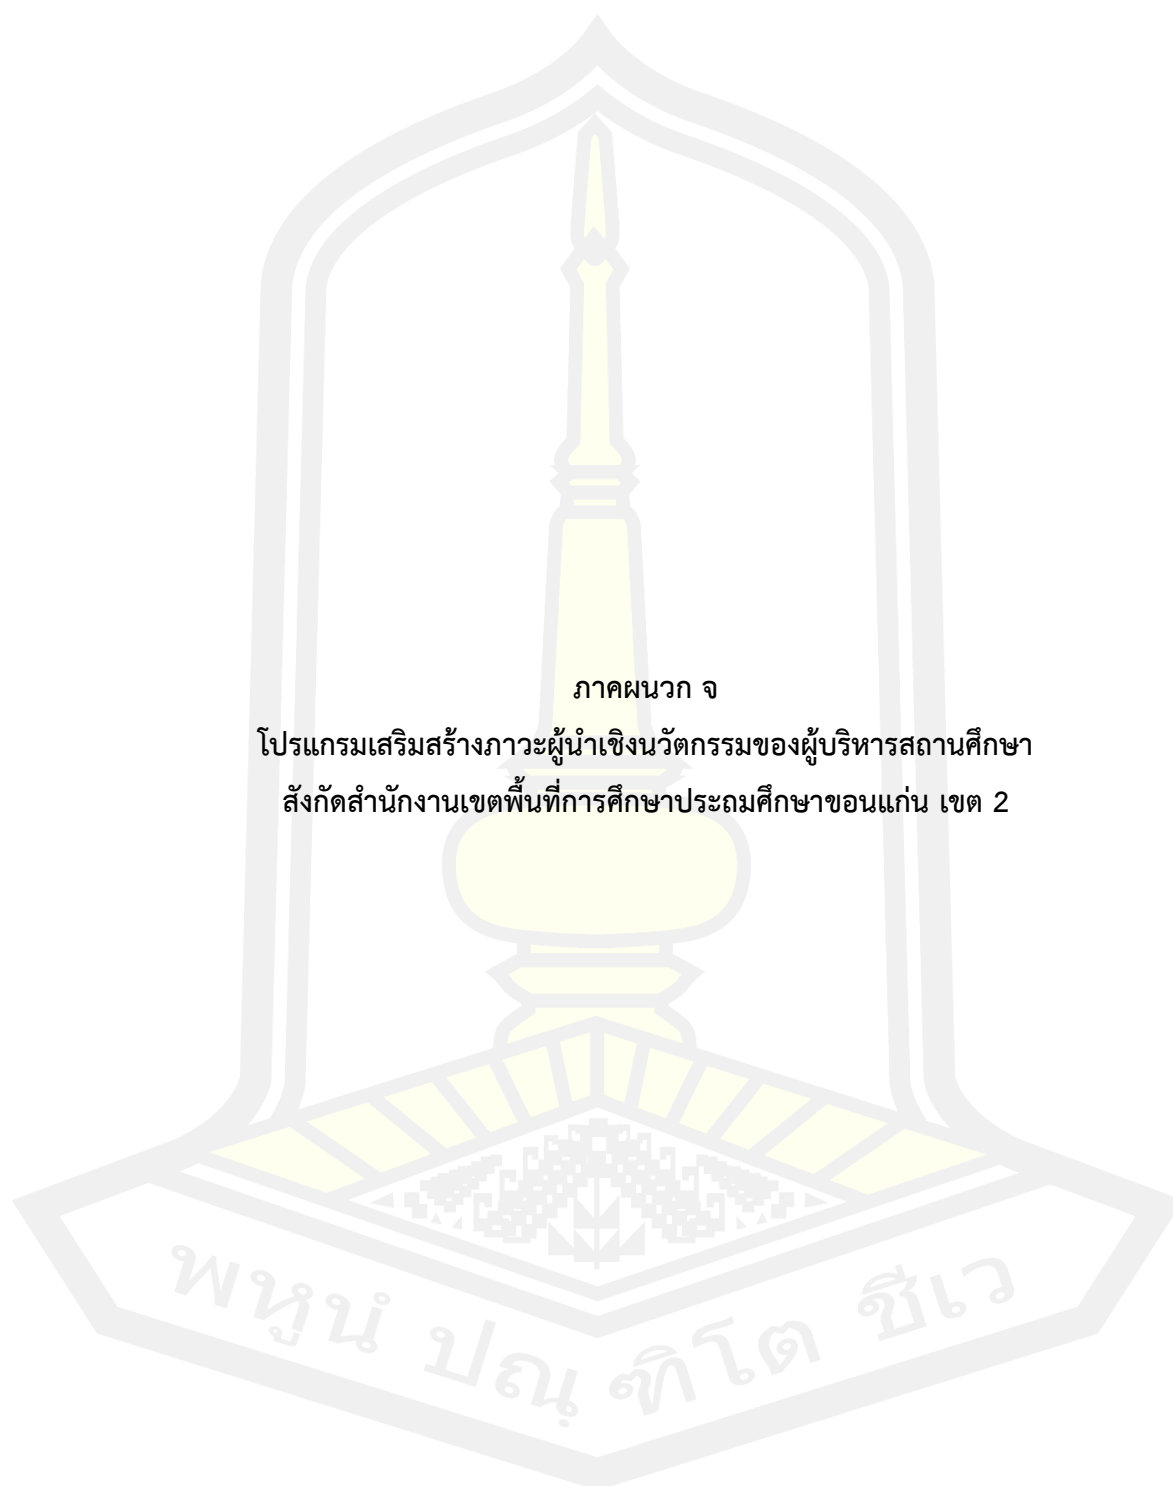 ภาคผนวก จ
โปรแกรมเสริมสร้างภาวะผู้นำเชิงนวัตกรรมของผู้บริหารสถานศึกษา
สังกัดสำนักงานเขตพื้นที่การศึกษาประถมศึกษาขอนแก่น เขต 2
พหูนํ ปณฺฑิโต ชีเว